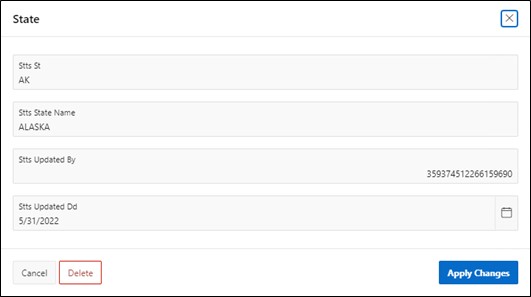 State
Stts St
AK
Stts State Name
ALASKA
Stts Updated By
359374512266159690
Stts Updated Dd
5/31/2022
Cancel Delete Apply Changes